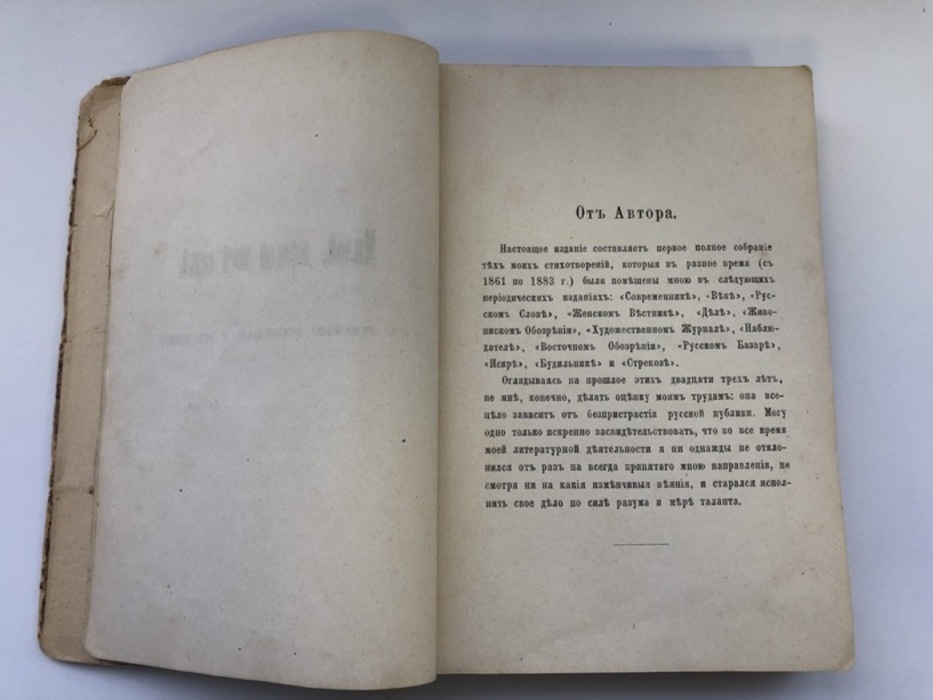 Отъ Автора.
Настоящее изданіе составляетъ первое полное собраніе
тѣхъ моихъ стихотвореній, которыя въ разное время (съ
1861 по 1883 г.) были помѣщены мною въ слѣдующихъ
періодическихъ изданіяхъ: «Современникѣ», «Вѣкѣ», «Рус-
скомъ Словѣ», «Женскомъ Вѣстникѣ», «Дѣлѣ», «Живо-
писномъ Обозрѣніи», «Художественномъ Журналѣ», «Наблю-
дателѣ», «Восточномъ Обозрѣніи», «Русскомъ Базарѣ»,
«Искрѣ», «Будильникѣ» и «Стрекозѣ».
Оглядываясь на прошлое этихъ двадцати трехъ лѣтъ,
не мнѣ, конечно, дѣлать оцѣнку моимъ трудамъ: она все-
цѣло зависитъ отъ безпристрастія русской публики. Могу
одно только искренно засвидѣтельствовать, что во все время
моей литературной дѣятельности я ни однажды не откло-
нился отъ разъ на всегда принятаго мною направленія, не
смотря ни на какія измѣнчивыя вѣянія, и старался испол-
нять свое дѣло по силѣ разума и мѣрѣ таланта.